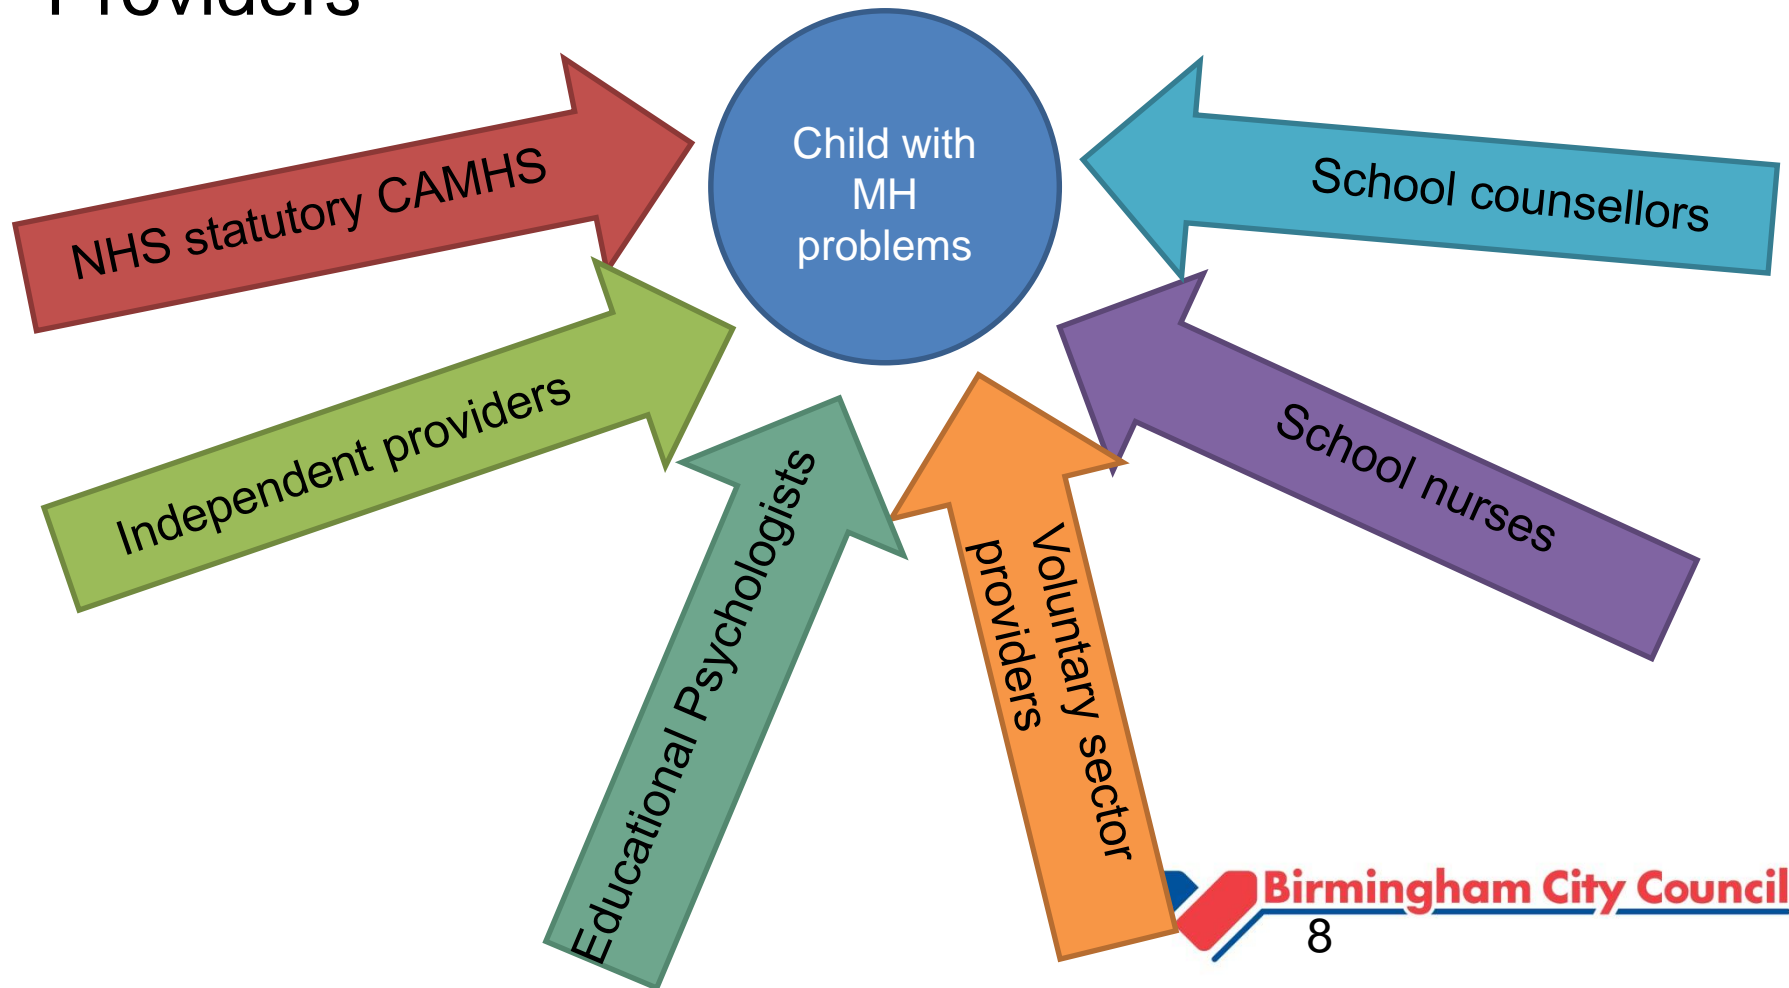 Providers
Child with
MH
problems
NHS statutory CAMHS
School counsellors
Independent providers
School nurses
Educational Psychologists
Voluntary sector
providers
Birmingham City Council
8